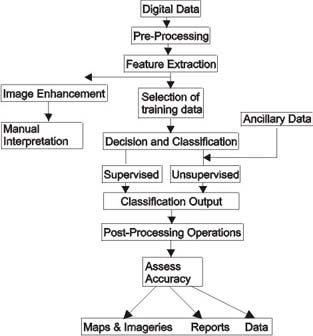 Digital Data
Pre-Processing
Feature Extraction
Image Enhancement
Selection of
training data
Ancillary Data
Manual
Interpretation
Decision and Classification
Supervised
Unsupervised
Classification Output
Post-Processing Operations
Assess
Accuracy
Maps & Imageries
Reports
Data